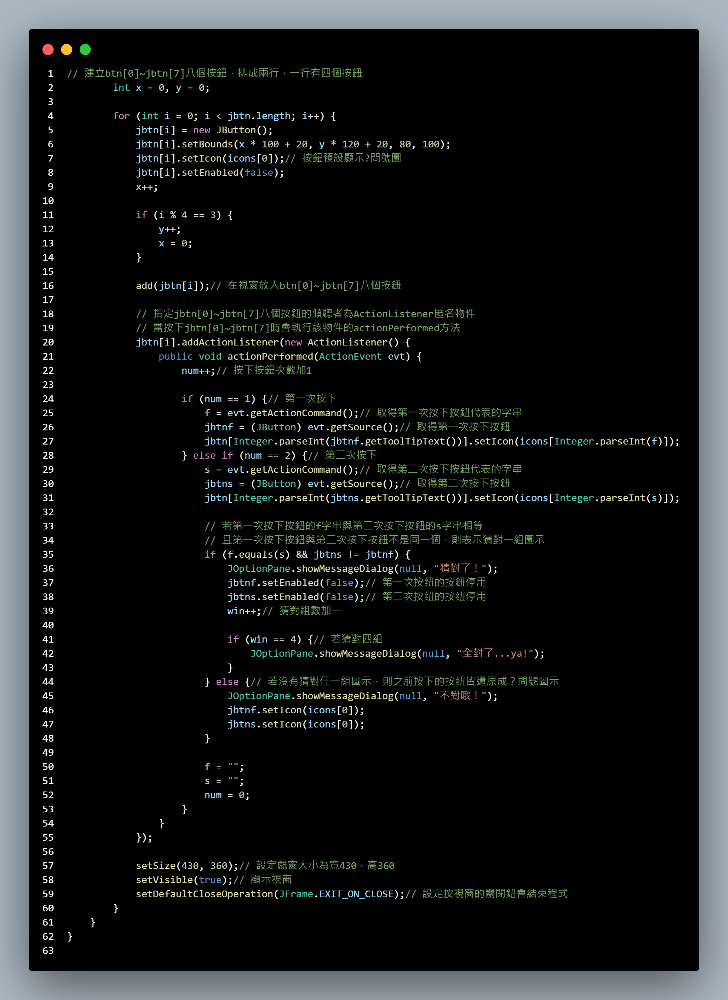 1 // 建立btn[0]~jbtn[7]八個按鈕，排成兩行，一行有四個按鈕
2         int x = 0, y = 0;
3
4         for (int i = 0; i < jbtn.length; i++) {
5             jbtn[i] = new JButton();
6             jbtn[i].setBounds(x * 100 + 20, y * 120 + 20, 80, 100);
7             jbtn[i].setIcon(icons[0]);// 按鈕預設顯示?問號圖
8             jbtn[i].setEnabled(false);
9             x++;
10
11             if (i % 4 == 3) {
12                 y++;
13                 x = 0;
14             }
15
16             add(jbtn[i]);// 在視窗放入btn[0]~jbtn[7]八個按鈕
17
18             // 指定jbtn[0]~jbtn[7]八個按鈕的傾聽者為ActionListener匿名物件
19             // 當按下jbtn[0]~jbtn[7]時會執行該物件的actionPerformed方法
20             jbtn[i].addActionListener(new ActionListener() {
21                 public void actionPerformed(ActionEvent evt) {
22                     num++;// 按下按鈕次數加1
23
24                     if (num == 1) {// 第一次按下
25                         f = evt.getActionCommand();// 取得第一次按下按鈕代表的字串
26                         jbtnf = (JButton) evt.getSource();// 取得第一次按下按鈕
27                         jbtn[Integer.parseInt(jbtnf.getToolTipText())].setIcon(icons[Integer.parseInt(f)]);
28                     } else if (num == 2) {// 第二次按下
29                         s = evt.getActionCommand();// 取得第二次按下按鈕代表的字串
30                         jbtns = (JButton) evt.getSource();// 取得第二次按下按鈕
31                         jbtn[Integer.parseInt(jbtns.getToolTipText())].setIcon(icons[Integer.parseInt(s)]);
32
33                         // 若第一次按下按鈕的f字串與第二次按下按鈕的s字串相等
34                         // 且第一次按下按鈕與第二次按下按鈕不是同一個，則表示猜對一組圖示
35                         if (f.equals(s) && jbtns != jbtnf) {
36                             JOptionPane.showMessageDialog(null, "猜對了！");
37                             jbtnf.setEnabled(false);// 第一次按纽的按鈕停用
38                             jbtns.setEnabled(false);// 第二次按纽的按纽停用
39                             win++;// 猜對組數加一
40
41                             if (win == 4) {// 若猜對四組
42                                 JOptionPane.showMessageDialog(null, "全對了...ya!");
43                             }
44                         } else {// 若沒有猜對任一組圖示，則之前按下的按纽皆還原成？問號圖示
45                             JOptionPane.showMessageDialog(null, "不對哦！");
46                             jbtnf.setIcon(icons[0]);
47                             jbtns.setIcon(icons[0]);
48                         }
49
50                         f = "";
51                         s = "";
52                         num = 0;
53                     }
54                 }
55             });
56
57             setSize(430, 360);// 設定覷窗大小為寬430，高360
58             setVisible(true);// 顯示視窗
59             setDefaultCloseOperation(JFrame.EXIT_ON_CLOSE);// 設定按視窗的關閉鈕會結束程式
60         }
61     }
62 }
63